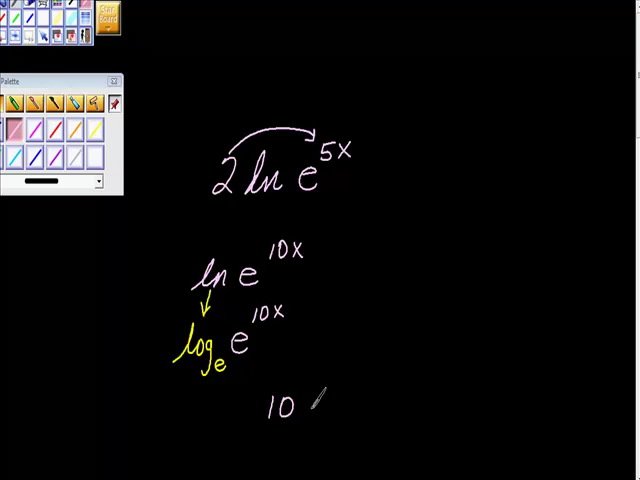 Star Board
Palette
2 ln e^5x
ln e^10x
log_e e^10x
10